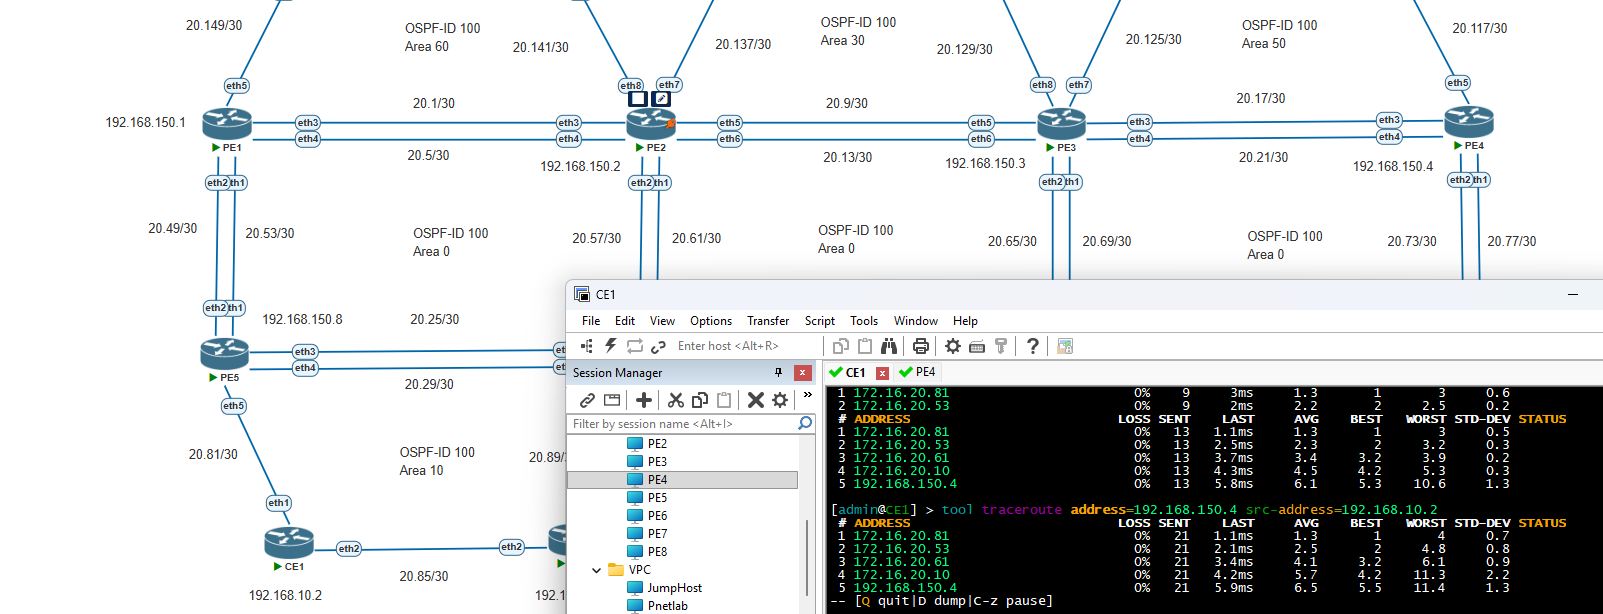 20.149/30
OSPF-ID 100
Area 60
20.141/30
20.137/30
OSPF-ID 100
Area 30
20.129/30
20.125/30
OSPF-ID 100
Area 50
20.117/30
eth5
eth8
eth7
eth8
eth7
eth5
192.168.150.1
eth3
20.1/30
eth3
eth5
20.9/30
eth5
eth3
20.17/30
eth3
eth4
eth4
eth6
eth6
eth4
eth4
PE1
PE2
PE3
PE4
20.5/30
192.168.150.2
20.13/30
192.168.150.3
20.21/30
192.168.150.4
eth2
th1
eth2
th1
eth2
th1
eth2
th1
20.49/30
20.53/30
OSPF-ID 100
Area 0
20.57/30
20.61/30
OSPF-ID 100
Area 0
20.65/30
20.69/30
OSPF-ID 100
Area 0
20.73/30
20.77/30
eth2
th1
192.168.150.8
20.25/30
eth3
et
eth4
et
PE5
20.29/30
eth5
20.81/30
OSPF-ID 100
Area 10
20.89/
eth1
eth2
eth2
CE1
20.85/30
192.168.10.2
192.1
CE1
File Edit View Options Transfer Script Tools Window Help
Enter host <Alt+R>
Session Manager
Filter by session name <Alt+I>
PE2
PE3
PE4
PE5
PE6
PE7
PE8
VPC
JumpHost
Pnetlab
CE1
PE4
1 172.16.20.81 0% 9 3ms 1.3 1 3 0.6
2 172.16.20.53 0% 9 2ms 2.2 2 2.5 0.2
# ADDRESS LOSS SENT LAST AVG BEST WORST STD-DEV STATUS
1 172.16.20.81 0% 13 1.1ms 1.3 1 3 0.5
2 172.16.20.53 0% 13 2.5ms 2.3 2 3.2 0.3
3 172.16.20.61 0% 13 3.7ms 3.4 3.2 3.9 0.2
4 172.16.20.10 0% 13 4.3ms 4.5 4.2 5.3 0.3
5 192.168.150.4 0% 13 5.8ms 6.1 5.3 10.6 1.3
[admin@CE1] > tool traceroute address=192.168.150.4 src-address=192.168.10.2
# ADDRESS LOSS SENT LAST AVG BEST WORST STD-DEV STATUS
1 172.16.20.81 0% 21 1.1ms 1.3 1 4 0.7
2 172.16.20.53 0% 21 2.1ms 2.5 2 4.8 0.8
3 172.16.20.61 0% 21 3.4ms 4.1 3.2 6.1 0.9
4 172.16.20.10 0% 21 4.2ms 5.7 4.2 11.3 2.2
5 192.168.150.4 0% 21 5.9ms 6.5 5.5 11.4 1.3
-- [Q quit|D dump|C-z pause]